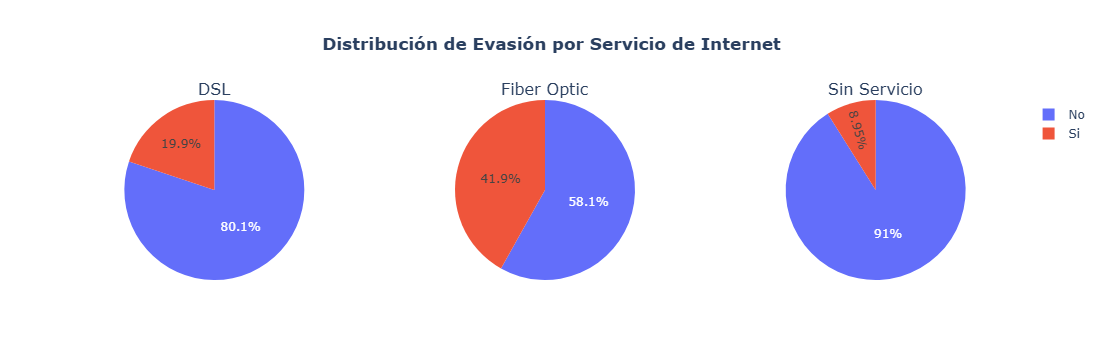 Distribución de Evasión por Servicio de Internet
DSL
Fiber Optic
Sin Servicio
No
Si
19.9%
80.1%
41.9%
58.1%
8.95%
91%